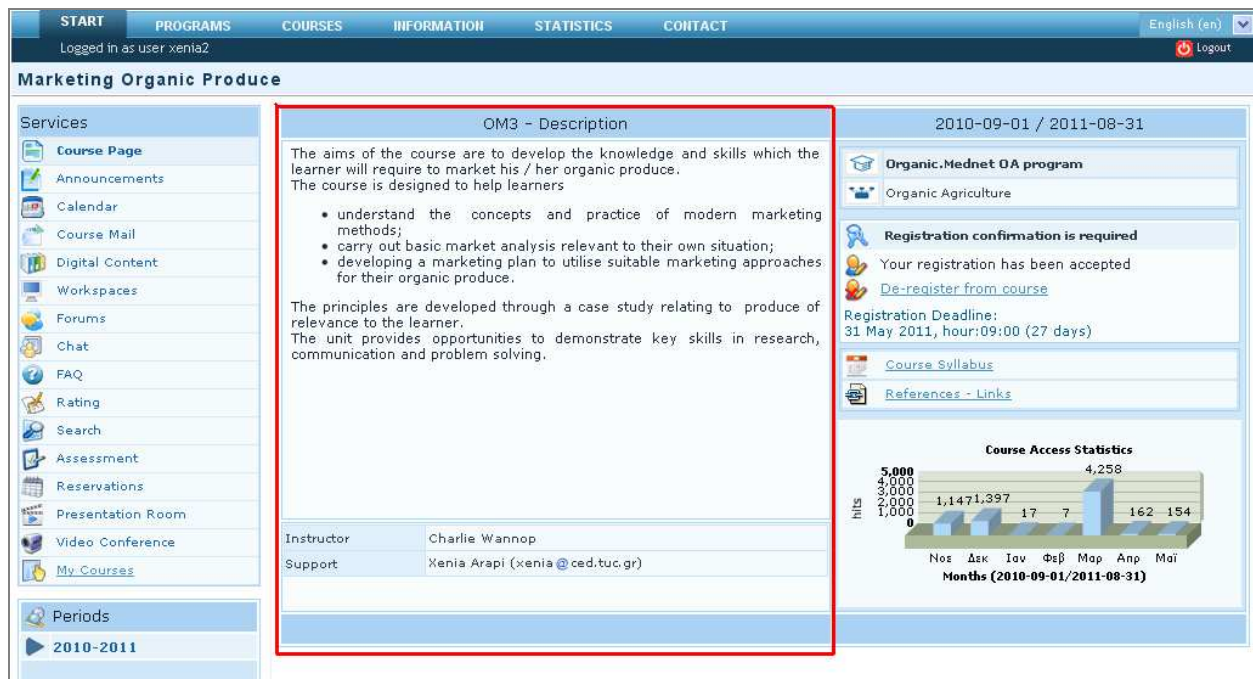 START PROGRAMS COURSES INFORMATION STATISTICS CONTACT English (en)
Logged in as user xenia2 Logout
Marketing Organic Produce
Services
Course Page
Announcements
Calendar
Course Mail
Digital Content
Workspaces
Forums
Chat
FAQ
Rating
Search
Assessment
Reservations
Presentation Room
Video Conference
My Courses
Periods
2010-2011
OM3 - Description
The aims of the course are to develop the knowledge and skills which the
learner will require to market his / her organic produce.
The course is designed to help learners
• understand the concepts and practice of modern marketing
methods;
• carry out basic market analysis relevant to their own situation;
• developing a marketing plan to utilise suitable marketing approaches
for their organic produce.
The principles are developed through a case study relating to produce of
relevance to the learner.
The unit provides opportunities to demonstrate key skills in research,
communication and problem solving.
Instructor Charlie Wannop
Support Xenia Arapi (xenia@ced.tuc.gr)
2010-09-01 / 2011-08-31
Organic.Mednet OA program
Organic Agriculture
Registration confirmation is required
Your registration has been accepted
De-register from course
Registration Deadline:
31 May 2011, hour:09:00 (27 days)
Course Syllabus
References - Links
Course Access Statistics
hits
5,000
4,000
3,000
2,000
1,000
0
1,147 1,397 17 7 4,258 162 154
Νοε Δεκ Ιαν Φεβ Μαρ Απρ Μαϊ
Months (2010-09-01/2011-08-31)